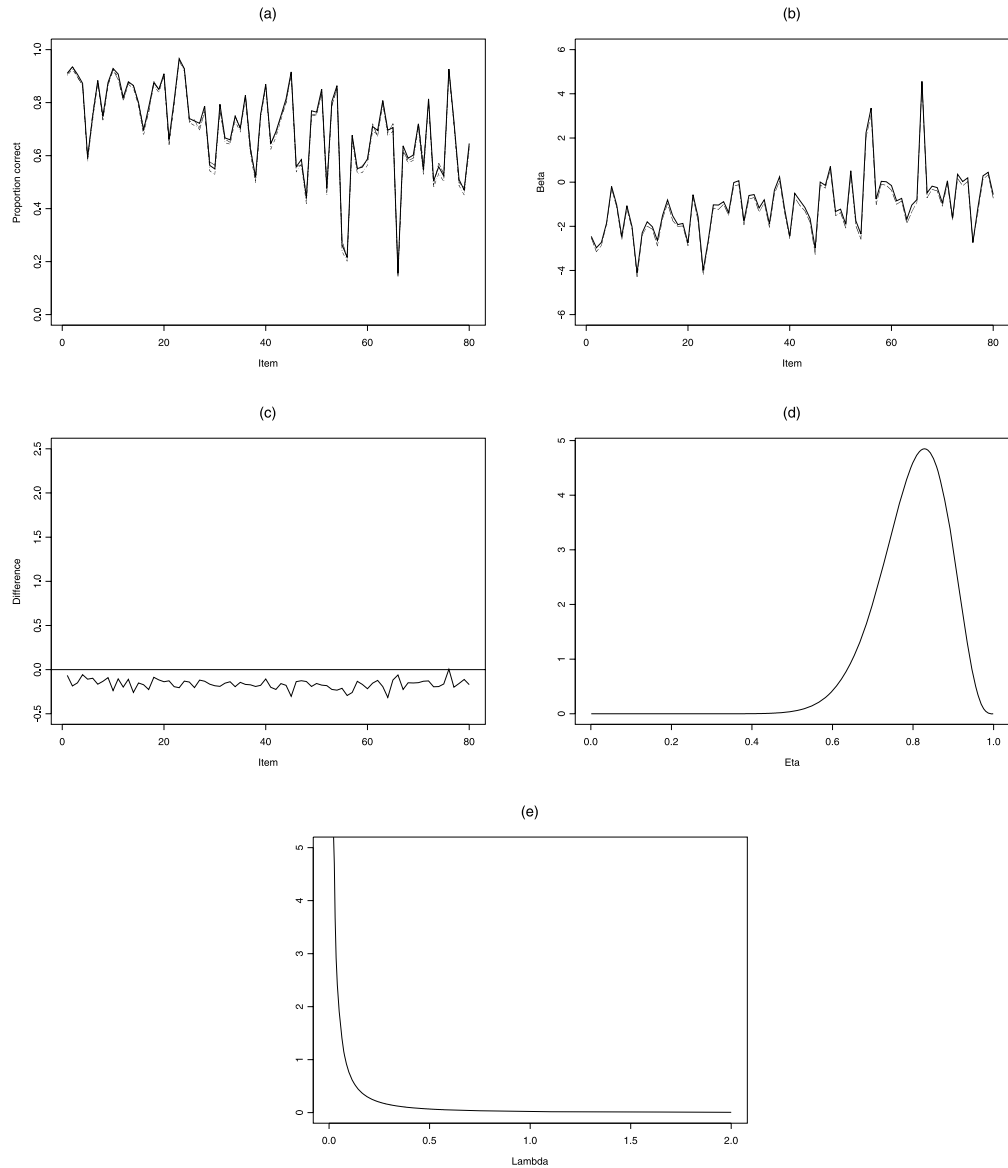 (a)
Proportion correct
1.0
0.8
0.6
0.4
0.2
0.0
0 20 40 60 80
Item
(b)
Beta
6
4
2
0
-2
-4
-6
0 20 40 60 80
Item
(c)
Difference
2.5
2.0
1.5
1.0
0.5
0.0
-0.5
0 20 40 60 80
Item
(d)
5
4
3
2
1
0
0.0 0.2 0.4 0.6 0.8 1.0
Eta
(e)
5
4
3
2
1
0
0.0 0.5 1.0 1.5 2.0
Lambda